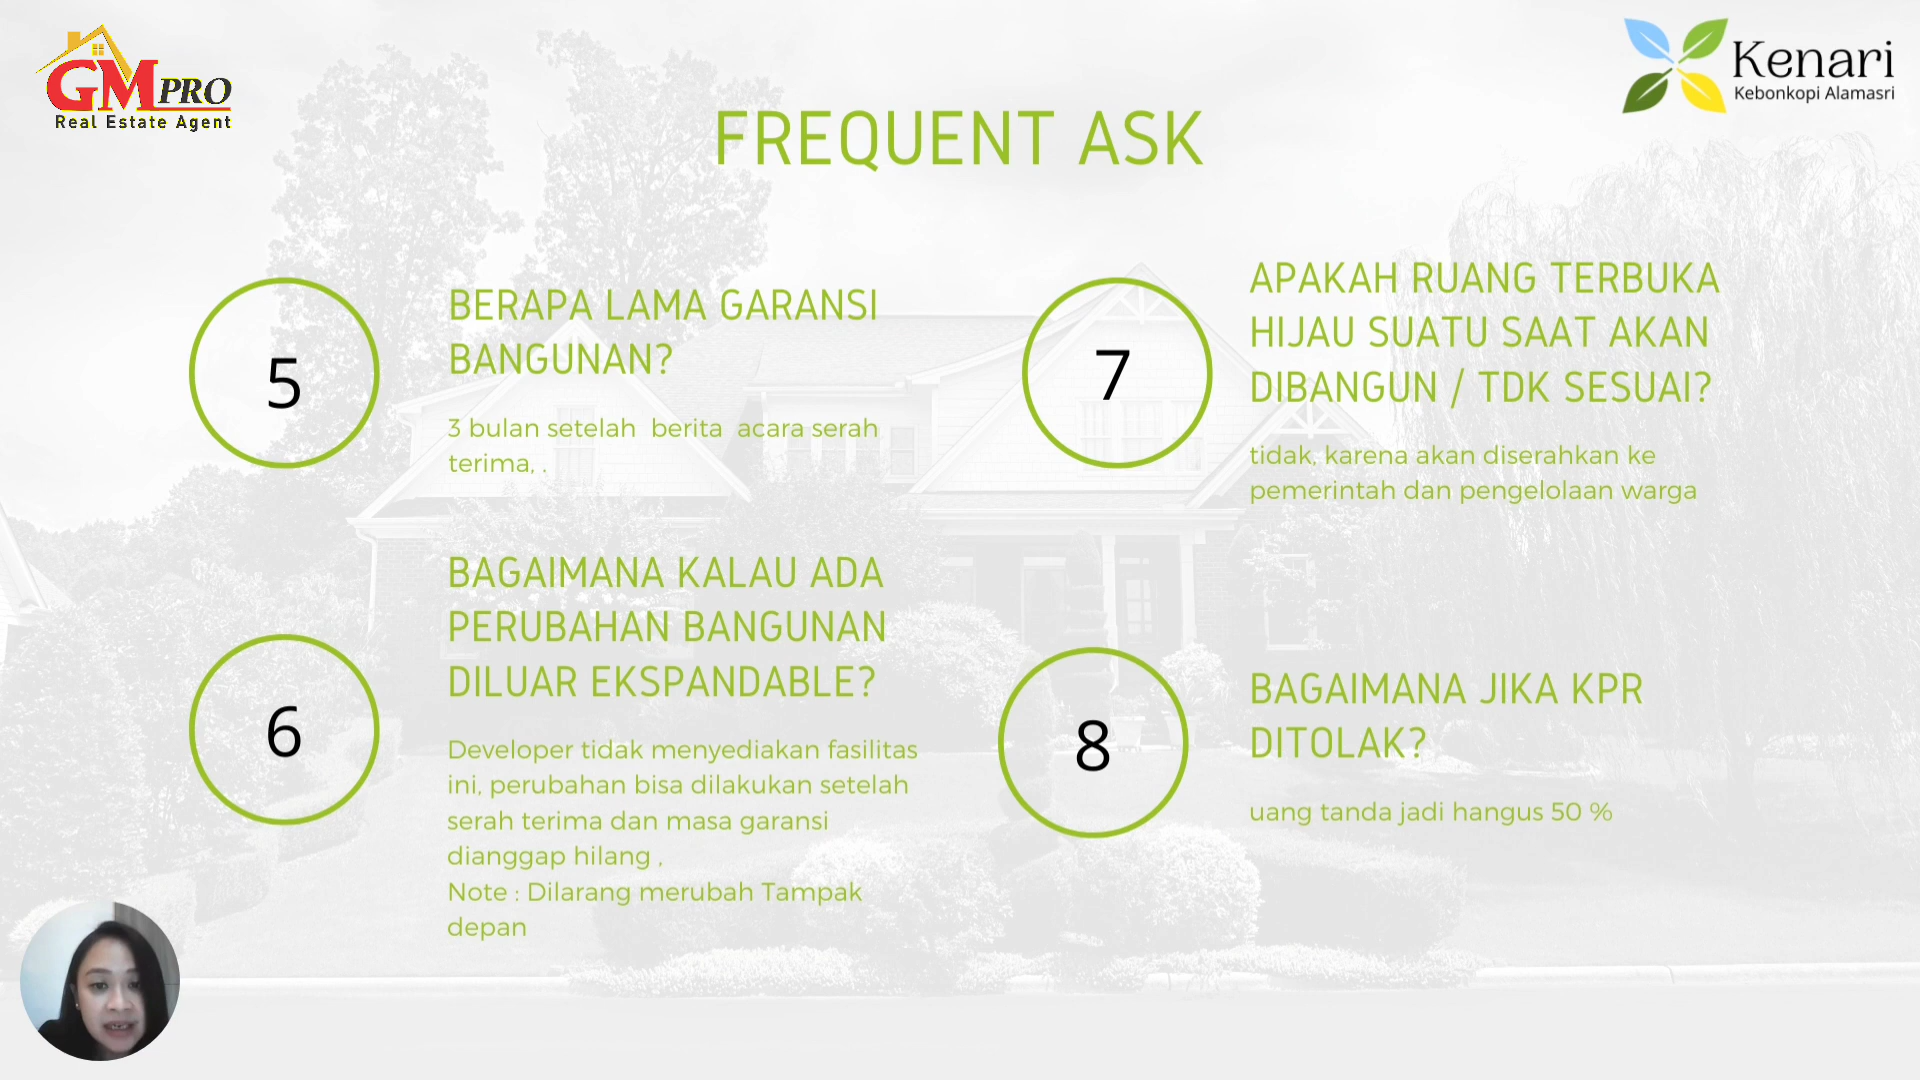 GM PRO
Real Estate Agent
Kenari
Kebonkopi Alamasri
FREQUENT ASK
5
BERAPA LAMA GARANSI
BANGUNAN?
3 bulan setelah  berita  acara serah
terima, .
6
BAGAIMANA KALAU ADA
PERUBAHAN BANGUNAN
DILUAR EKSPANDABLE?
Developer tidak menyediakan fasilitas
ini, perubahan bisa dilakukan setelah
serah terima dan masa garansi
dianggap hilang ,
Note : Dilarang merubah Tampak
depan
7
APAKAH RUANG TERBUKA
HIJAU SUATU SAAT AKAN
DIBANGUN / TDK SESUAI?
tidak, karena akan diserahkan ke
pemerintah dan pengelolaan warga
8
BAGAIMANA JIKA KPR
DITOLAK?
uang tanda jadi hangus 50 %